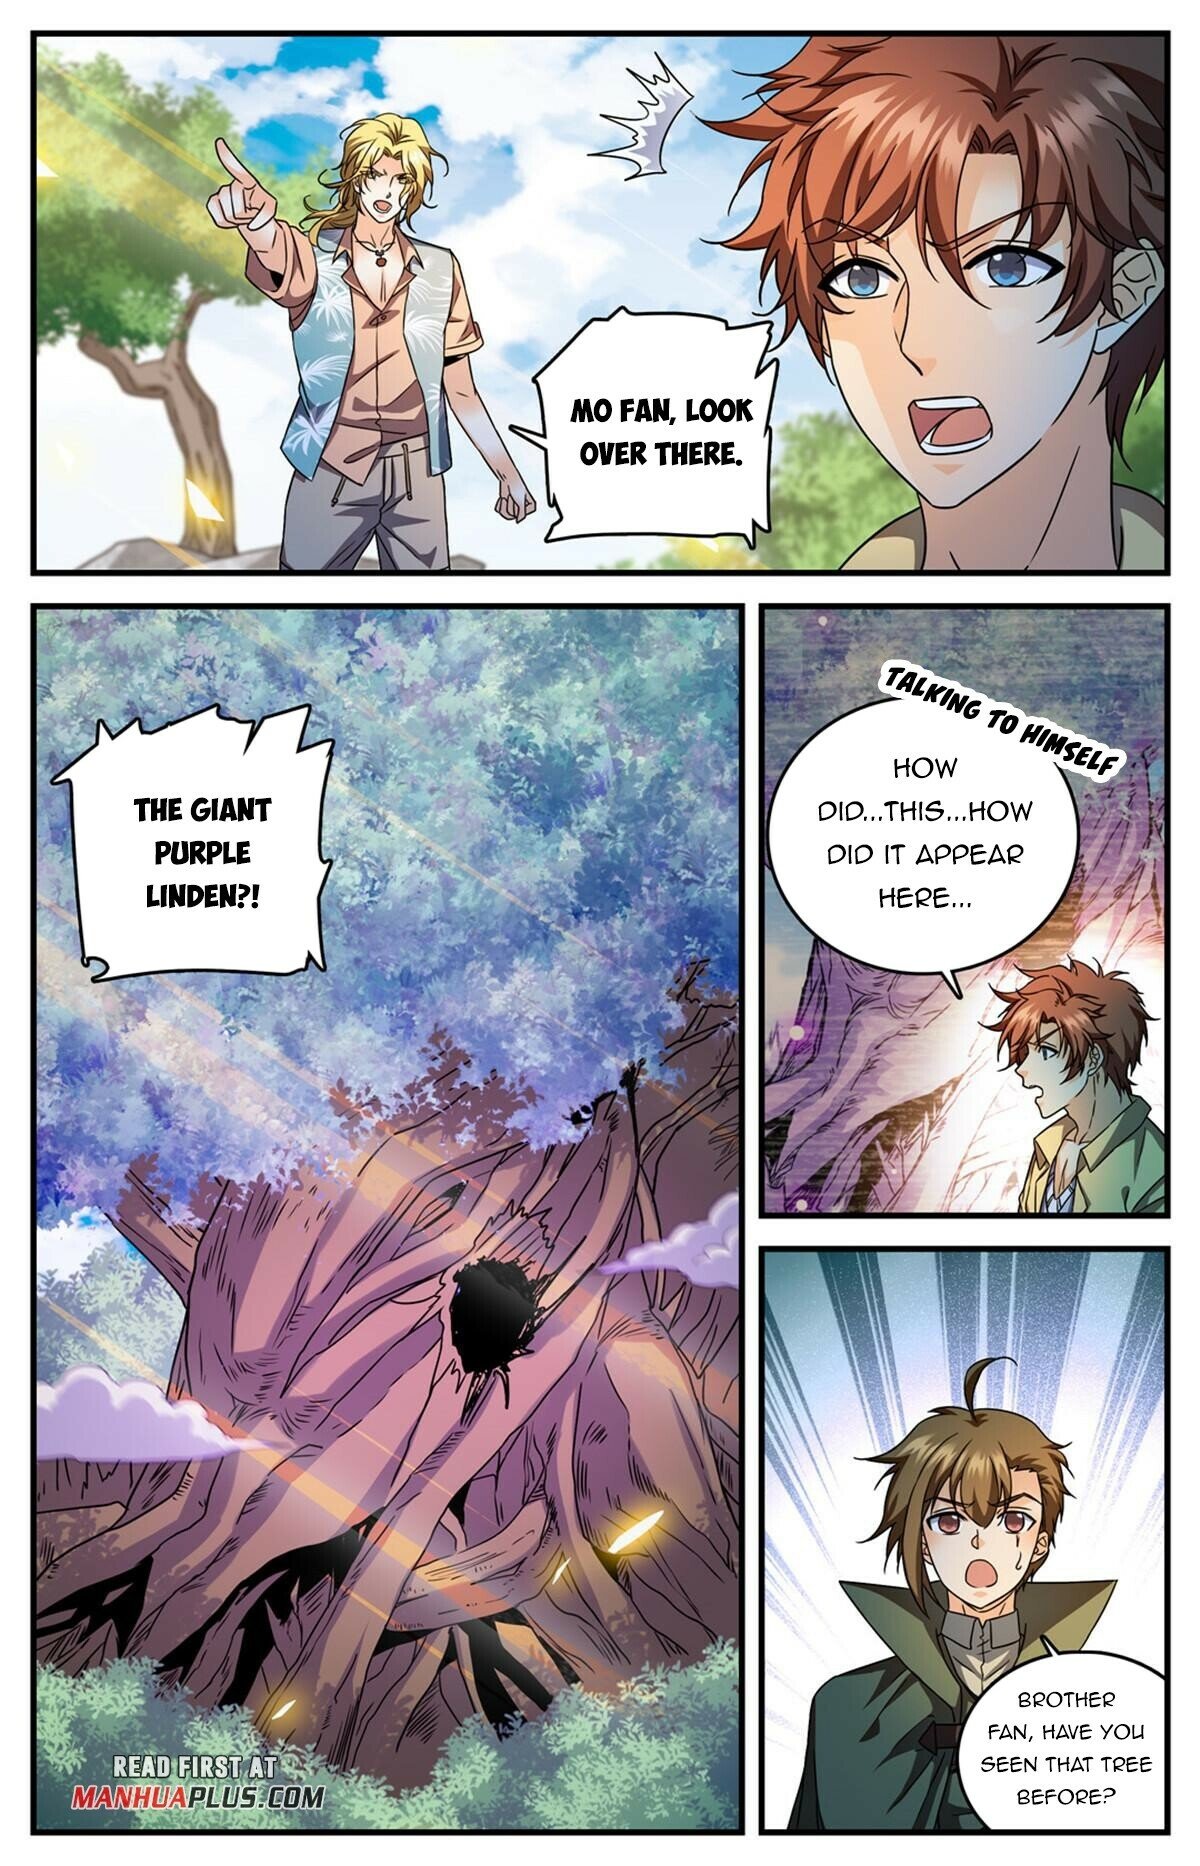 MO FAN, LOOK
OVER THERE.
THE GIANT
PURPLE
LINDEN?!
TALKING TO HIMSELF
HOW
DID...THIS...HOW
DID IT APPEAR
HERE...
BROTHER
FAN, HAVE YOU
SEEN THAT TREE
BEFORE?
READ FIRST AT
MANHUAPLUS.COM